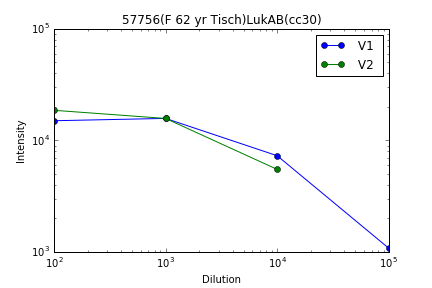 57756(F 62 yr Tisch)LukAB(cc30)
10^5
V1
V2
10^4
Intensity
10^3
10^2
10^3
10^4
10^5
Dilution